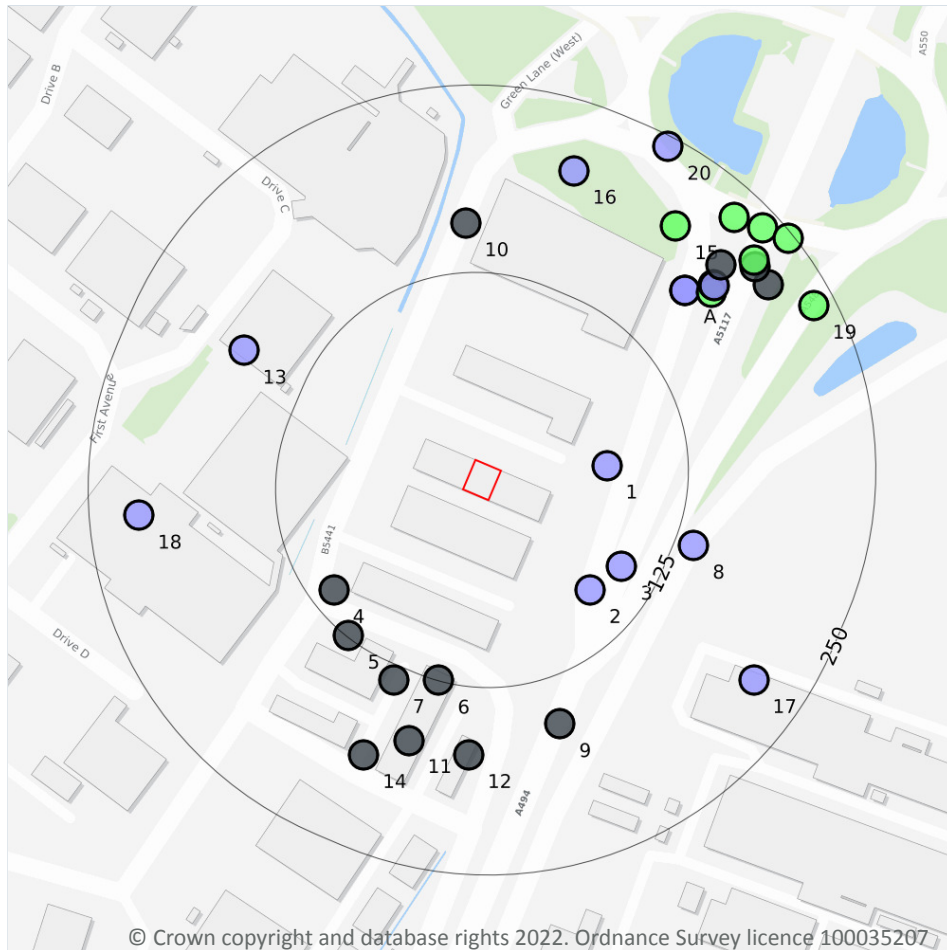 A550
Green Lane (West)
Drive B
20
16
Drive C
10
15
A
A5117
19
13
First Avenue
1
B5441
18
8
3
125
2
4
250
5
Drive D
7
6
17
9
11
12
14
A494
© Crown copyright and database rights 2022. Ordnance Survey licence 100035207